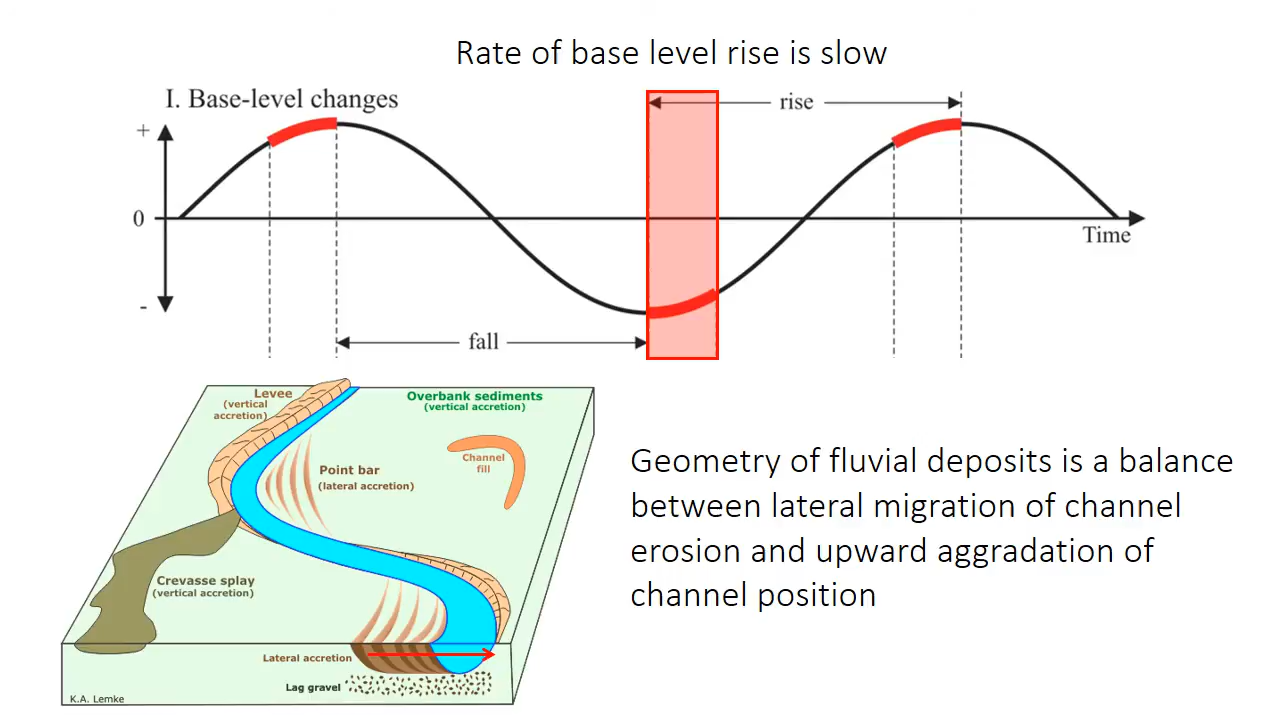 Rate of base level rise is slow
I. Base-level changes
rise
+
0
-
Time
fall
Levee
(vertical
accretion)
Overbank sediments
(vertical accretion)
Point bar
(lateral accretion)
Channel
fill
Crevasse splay
(vertical accretion)
Lateral accretion
Lag gravel
K.A. Lemke
Geometry of fluvial deposits is a balance
between lateral migration of channel
erosion and upward aggradation of
channel position